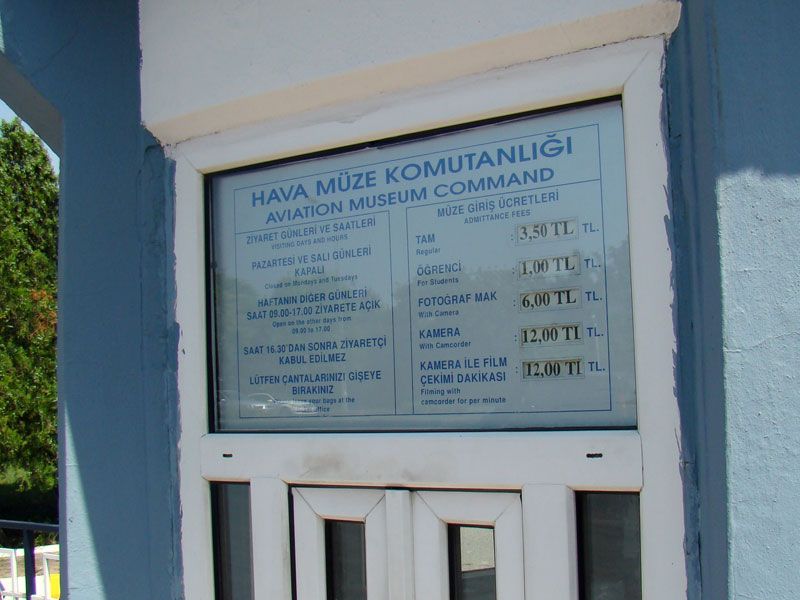 HAVA MÜZE KOMUTANLIĞI
AVIATION MUSEUM COMMAND
ZİYARET GÜNLERİ VE SAATLERİ
VISITING DAYS AND HOURS
PAZARTESİ VE SALI GÜNLERİ
KAPALI
Closed on Mondays and Tuesdays
HAFTANIN DİĞER GÜNLERİ
SAAT 09.00-17.00 ZİYARETE AÇIK
Open on the other days from
09.00 to 17.00
SAAT 16.30'DAN SONRA ZİYARETÇİ
KABUL EDİLMEZ
LÜTFEN ÇANTALARINIZI GİŞEYE
BIRAKINIZ
your bags at the
office
MÜZE GİRİŞ ÜCRETLERİ
ADMITTANCE FEES
TAM : 3,50 TL TL.
Regular
ÖĞRENCİ : 1,00 TL TL.
For Students
FOTOĞRAF MAK : 6,00 TL TL.
With Camera
KAMERA : 12,00 Tl TL.
With Camcorder
KAMERA İLE FİLM
ÇEKİMİ DAKİKASI : 12,00 Tl TL.
Filming with
camcorder for per minute